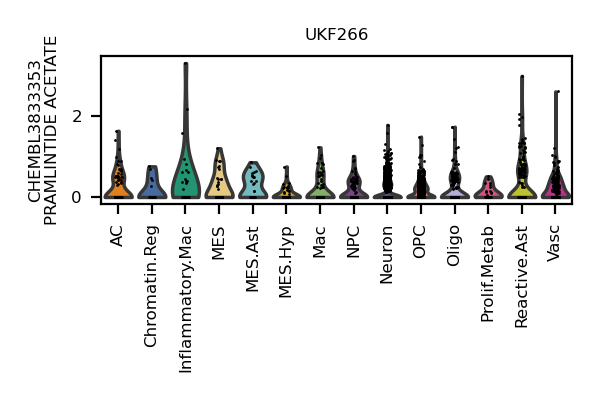 UKF266
CHEMBL3833353
PRAMLINTIDE ACETATE
2
0
AC
Chromatin.Reg
Inflammatory.Mac
MES
MES.Ast
MES.Hyp
Mac
NPC
Neuron
OPC
Oligo
Prolif.Metab
Reactive.Ast
Vasc